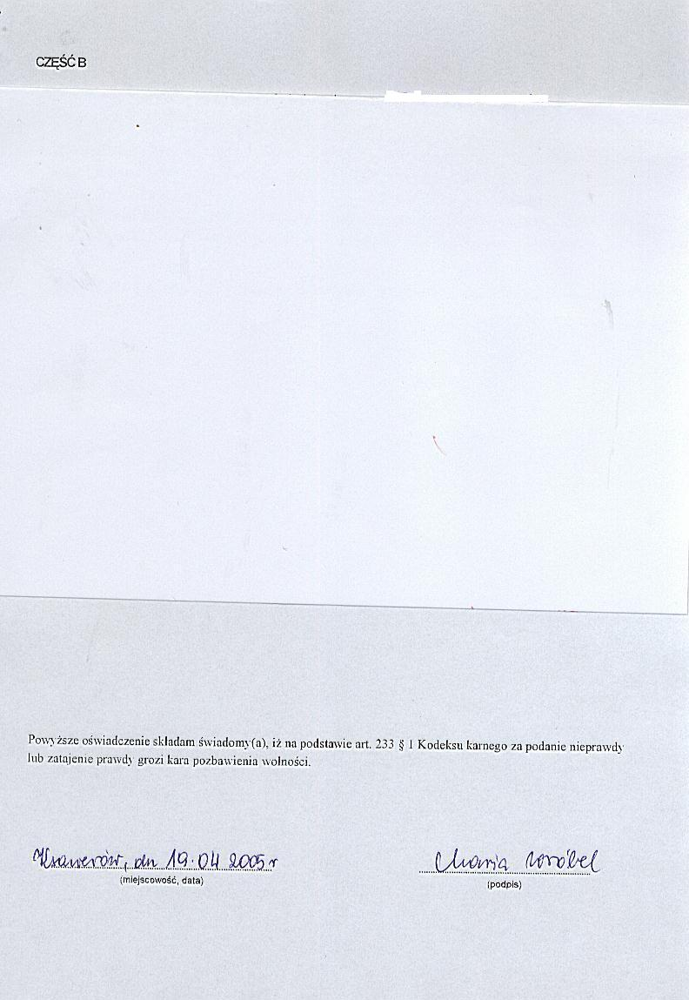 CZĘŚĆ B
Powyższe oświadczenie składam świadomy(a), iż na podstawie art. 233 § 1 Kodeksu karnego za podanie nieprawdy
lub zatajenie prawdy grozi kara pozbawienia wolności.
dn 19.04 2005 r
(miejscowość, data)
Maria Wróbel
(podpis)